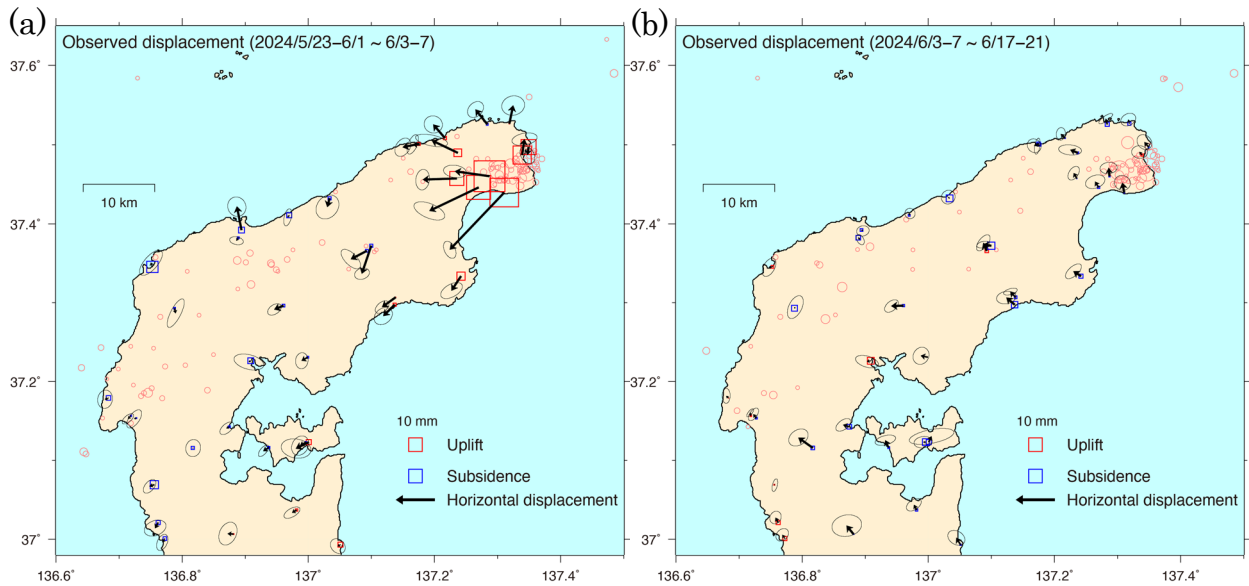 (a)
Observed displacement (2024/5/23−6/1 ~ 6/3−7)
37.6˚
37.4˚
37.2˚
37˚
10 km
10 mm
Uplift
Subsidence
Horizontal displacement
136.6˚ 136.8˚ 137˚ 137.2˚ 137.4˚
(b)
Observed displacement (2024/6/3−7 ~ 6/17−21)
37.6˚
37.4˚
37.2˚
37˚
10 km
10 mm
Uplift
Subsidence
Horizontal displacement
136.6˚ 136.8˚ 137˚ 137.2˚ 137.4˚